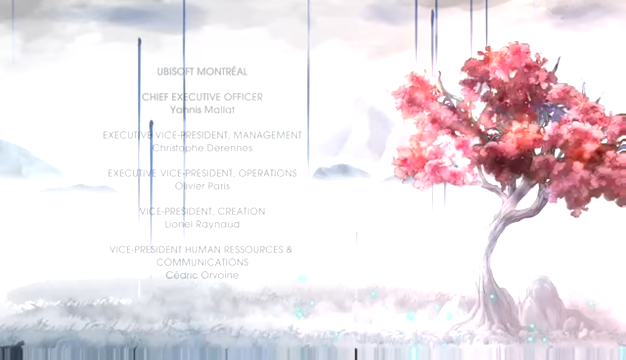 UBISOFT MONTRÉAL
CHIEF EXECUTIVE OFFICER
Yannis Mallat
EXECUTIVE VICE-PRESIDENT, MANAGEMENT
Christophe Derennes
EXECUTIVE VICE-PRESIDENT, OPERATIONS
Olivier Paris
VICE-PRESIDENT, CREATION
Lionel Raynaud
VICE-PRESIDENT HUMAN RESSOURCES &
COMMUNICATIONS
Cédric Orvoine